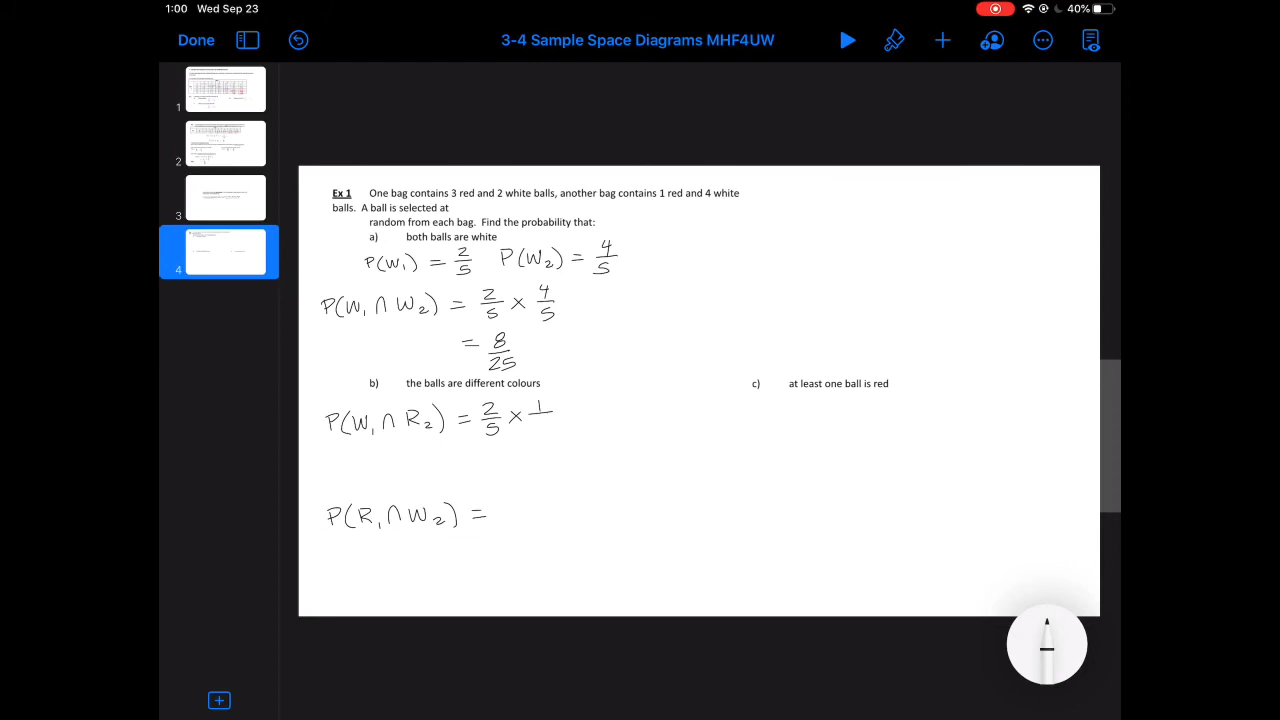 1:00 Wed Sep 23
40%
Done
3-4 Sample Space Diagrams MHF4UW
1
2
3
4
Ex 1 One bag contains 3 red and 2 white balls, another bag contains 1 red and 4 white
balls. A ball is selected at
random from each bag. Find the probability that:
a) both balls are white
P(W₁) = 2/5 P(W₂) = 4/5
P(W₁ ∩ W₂) = 2/5 × 4/5
= 8/25
b) the balls are different colours
c) at least one ball is red
P(W₁ ∩ R₂) = 2/5 × 1/
P(R₁ ∩ W₂) =